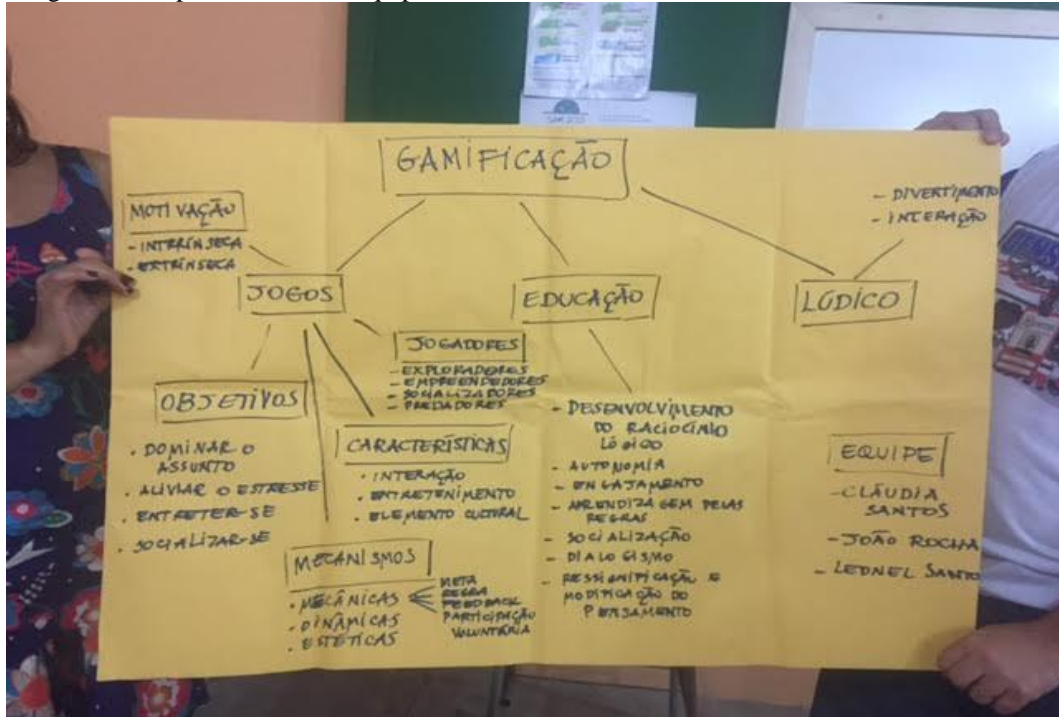 GAMIFICAÇÃO
MOTIVAÇÃO
- INTRÍNSECA
- EXTRÍNSECA
- DIVERTIMENTO
- INTERAÇÃO
JOGOS
EDUCAÇÃO
LÚDICO
JOGADORES
- EXPLORADORES
- EMPREENDEDORES
- SOCIALIZADORES
- PREDADORES
OBJETIVOS
• DOMINAR O
ASSUNTO
• ALIVIAR O ESTRESSE
• ENTRETER-SE
• SOCIALIZAR-SE
CARACTERÍSTICAS
• INTERAÇÃO
• ENTRETENIMENTO
• ELEMENTO CULTURAL
MECANISMOS
• MECÂNICAS
• DINÂMICAS
• ESTÉTICAS
META
REGRA
FEEDBACK
PARTICIPAÇÃO
VOLUNTÁRIA
- DESENVOLVIMENTO
DO RACIOCÍNIO
LÓGICO
- AUTONOMIA
- ENGAJAMENTO
- APRENDIZAGEM PELAS
REGRAS
- SOCIALIZAÇÃO
- DIALOGISMO
- RESSIGNIFICAÇÃO E
MODIFICAÇÃO DO
PENSAMENTO
EQUIPE
- CLÁUDIA
SANTOS
- JOÃO ROCHA
- LEONEL SANTO